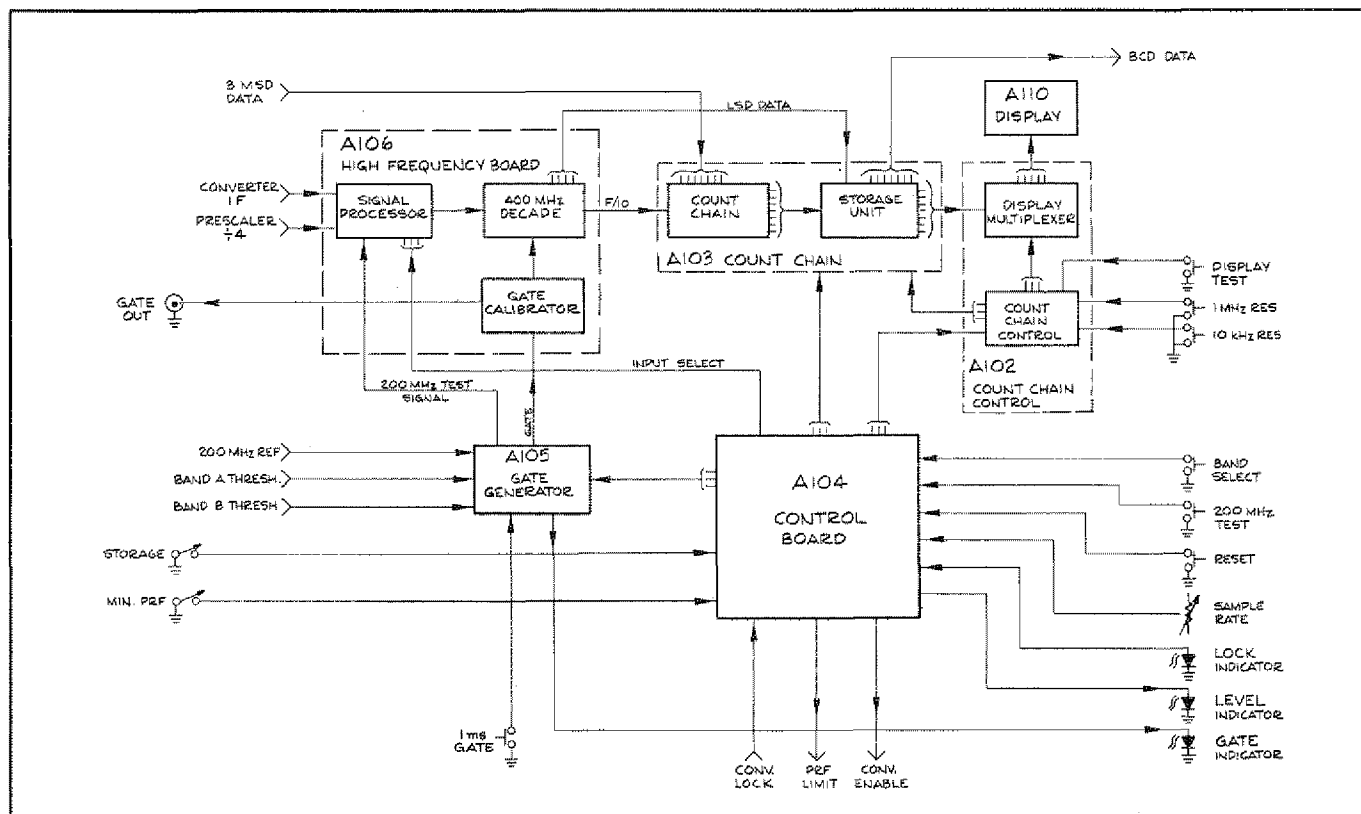 BCD DATA
3 MSD
DATA
LSD DATA
A110
DISPLAY
A106
HIGH FREQUENCY BOARD
CONVERTER
IF
PRESCALER
÷4
SIGNAL
PROCESSOR
400 MHz
DECADE
F/10
COUNT
CHAIN
STORAGE
UNIT
A103 COUNT CHAIN
DISPLAY
MULTIPLEXER
COUNT
CHAIN
CONTROL
A102
COUNT CHAIN
CONTROL
DISPLAY
TEST
1 MHz RES
10 KHz RES
GATE
OUT
GATE
CALIBRATOR
INPUT SELECT
200 MHz TEST
SIGNAL
GATE
200 MHz REF
BAND A THRESH.
BAND B THRESH
A105
GATE
GENERATOR
A104
CONTROL
BOARD
BAND
SELECT
200 MHz
TEST
RESET
SAMPLE
RATE
LOCK
INDICATOR
LEVEL
INDICATOR
GATE
INDICATOR
STORAGE
MIN. PRF
1 ms
GATE
CONV.
LOCK
PRF
LIMIT
CONV.
ENABLE